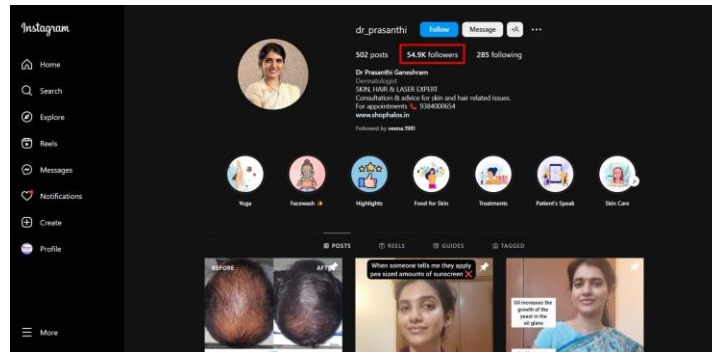 Instagram
Home
Search
Explore
Reels
Messages
Notifications
Create
Profile
More
dr_prasanthi Follow Message
502 posts 54.9K followers 285 following
Dr Prasanthi Ganeshram
Dermatologist
SKIN, HAIR & LASER EXPERT
Consultation & advice for skin and hair related issues.
For appointments 📞 9384000654
www.shophalos.in
Followed by veena.1981
Yoga Facewash ✨ Highlights Food for Skin Treatments Patient's Speak Skin Care
POSTS REELS GUIDES TAGGED
BEFORE AFTER
When someone tells me they apply
pea sized amounts of sunscreen ❌
Oil increases the
growth of the
yeast in the
oil glans